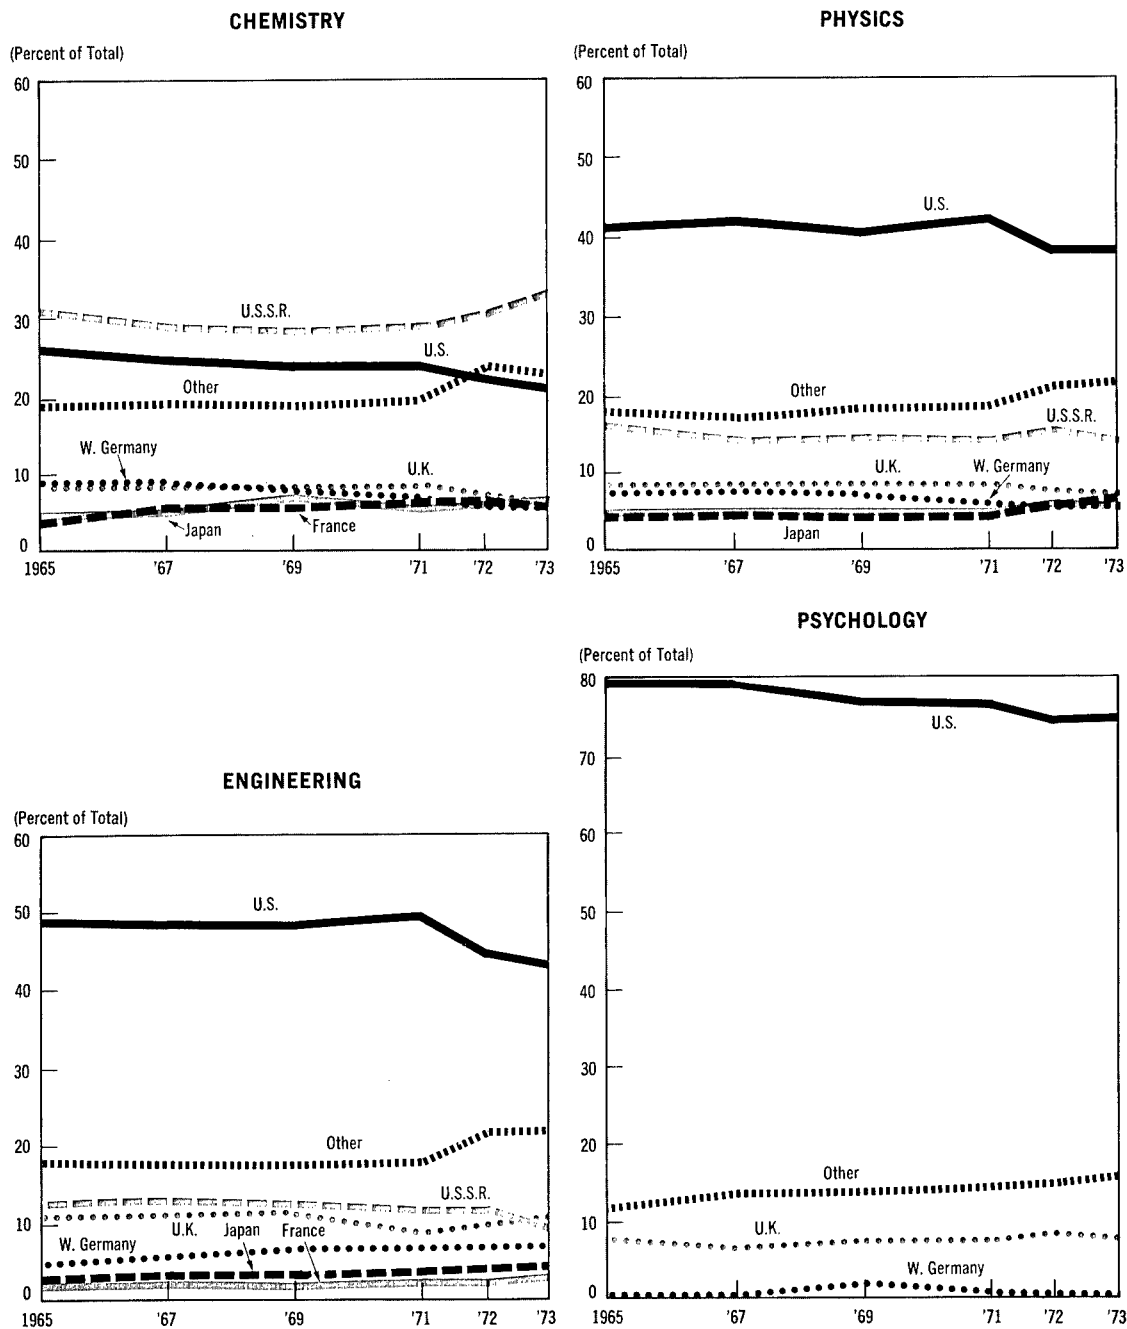 CHEMISTRY
(Percent of Total)
60
50
40
30
20
10
0
U.S.S.R.
U.S.
Other
W. Germany
U.K.
Japan
France
1965 '67 '69 '71 '72 '73
PHYSICS
(Percent of Total)
60
50
40
30
20
10
0
U.S.
Other
U.S.S.R.
U.K.
W. Germany
Japan
1965 '67 '69 '71 '72 '73
ENGINEERING
(Percent of Total)
60
50
40
30
20
10
0
U.S.
Other
U.S.S.R.
U.K. Japan France
W. Germany
1965 '67 '69 '71 '72 '73
PSYCHOLOGY
(Percent of Total)
80
70
60
50
40
30
20
10
0
U.S.
Other
U.K.
W. Germany
1965 '67 '69 '71 '72 '73